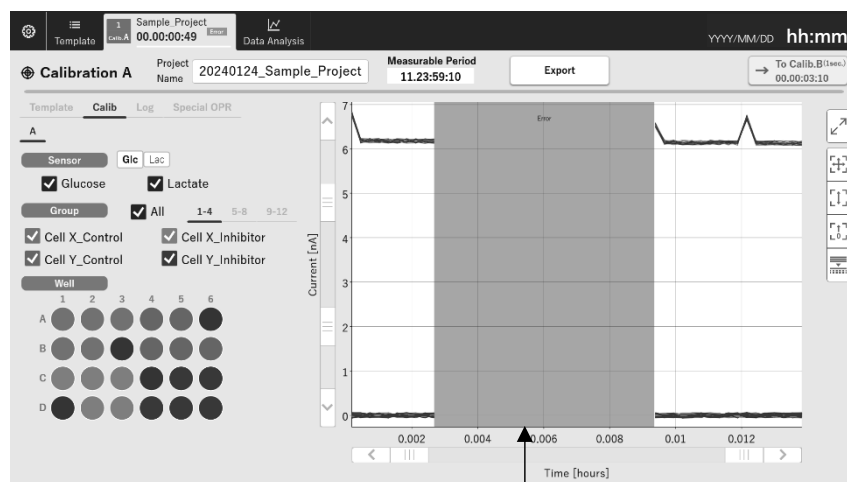 Template
1
Calib.A
Sample_Project
00.00:00:49
Error
Data Analysis
YYYY/MM/DD
hh:mm
Calibration A
Project
Name
20240124_Sample_Project
Measurable Period
11.23:59:10
Export
→ To Calib.B(1sec.)
00.00:03:10
Template Calib Log Special OPR
A
Sensor Glc Lac
Glucose Lactate
Group All 1-4 5-8 9-12
Cell X_Control Cell X_Inhibitor
Cell Y_Control Cell Y_Inhibitor
Well
1 2 3 4 5 6
A
B
C
D
Current [nA]
7
6
5
4
3
2
1
0
Error
0.002 0.004 0.006 0.008 0.01 0.012
Time [hours]